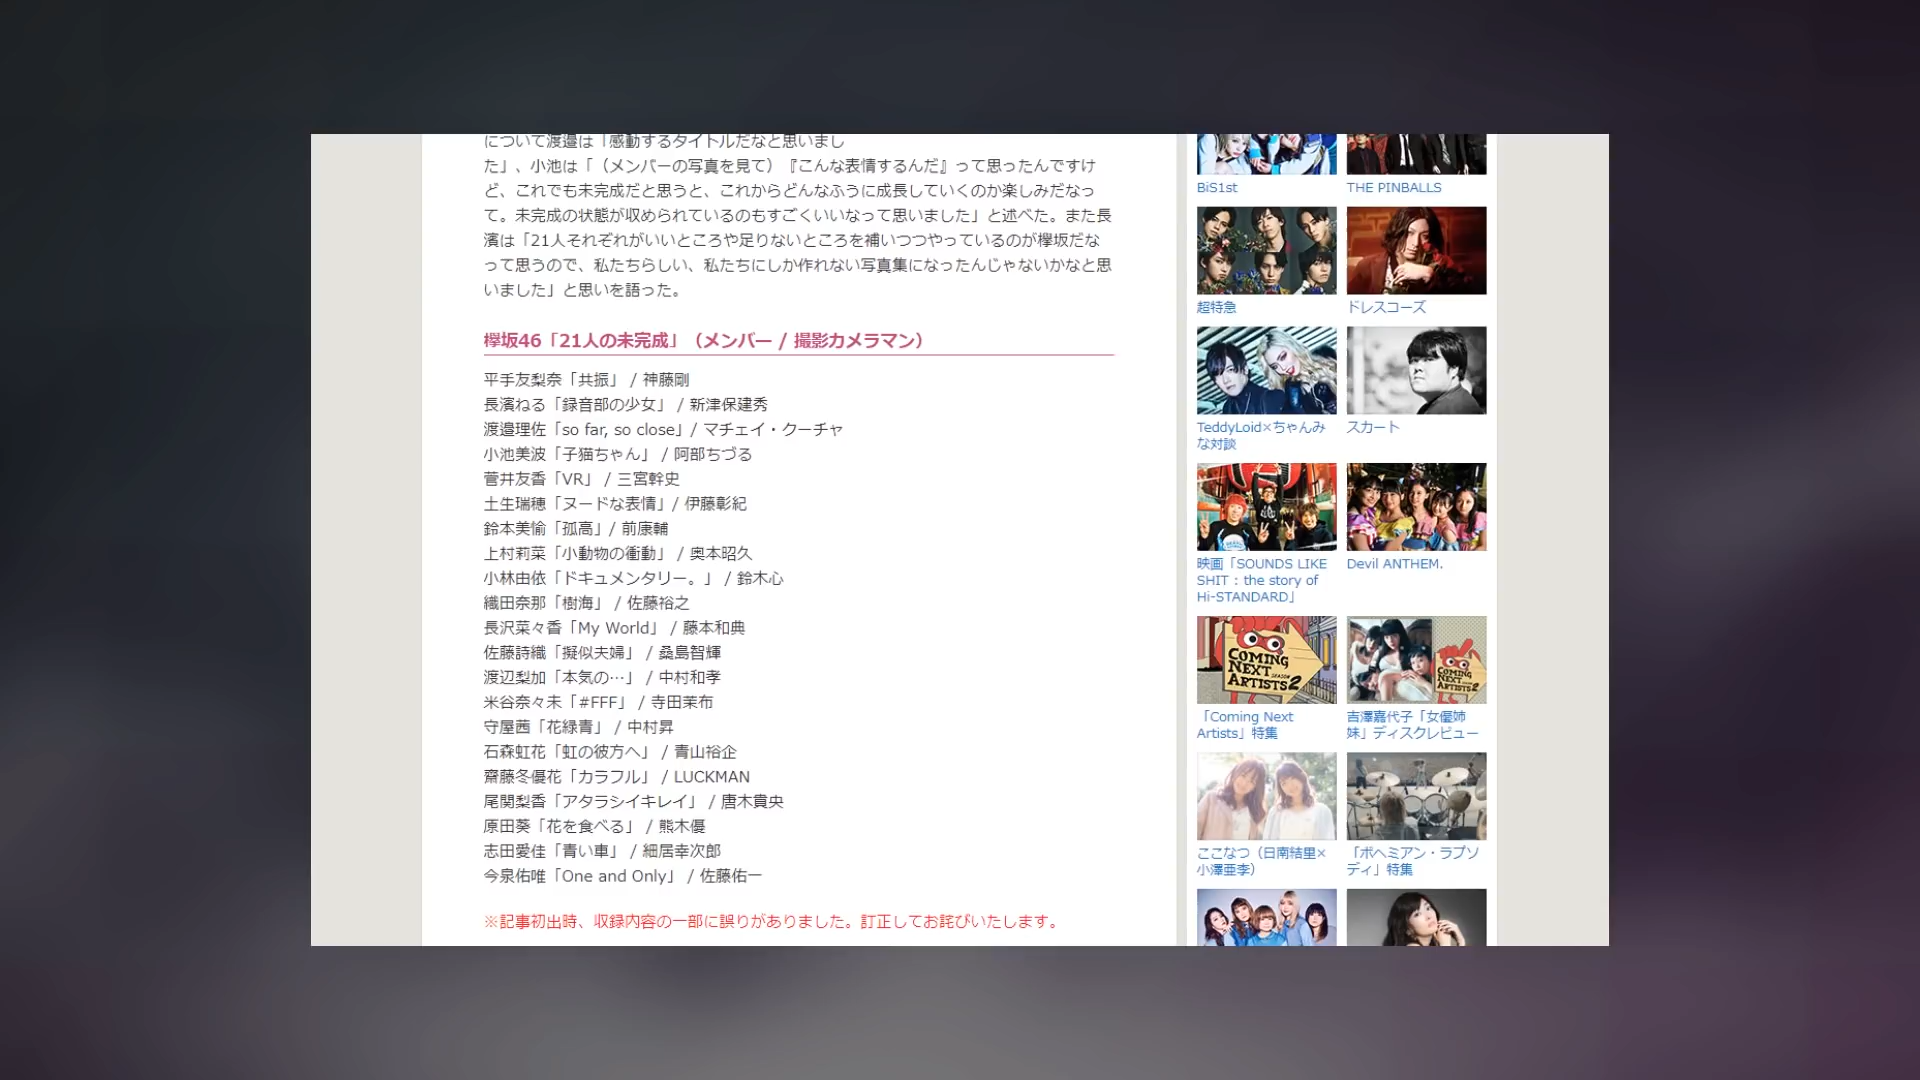 について渡邉は「感動するタイトルだなと思いまし
た」、小池は「（メンバーの写真を見て）『こんな表情するんだ』って思ったんですけ
ど、これでも未完成だと思うと、これからどんなふうに成長していくのか楽しみだなっ
て。未完成の状態が収められているのもすごくいいなって思いました」と述べた。また長
濱は「21人それぞれがいいところや足りないところを補いつつやっているのが欅坂だな
って思うので、私たちらしい、私たちにしか作れない写真集になったんじゃないかなと思
いました」と思いを語った。
欅坂46「21人の未完成」（メンバー / 撮影カメラマン）
平手友梨奈「共振」 / 神藤剛
長濱ねる「録音部の少女」 / 新津保建秀
渡邉理佐「so far, so close」/ マチェイ・クーチャ
小池美波「子猫ちゃん」 / 阿部ちづる
菅井友香「VR」 / 三宮幹史
土生瑞穂「ヌードな表情」/ 伊藤彰紀
鈴本美愉「孤高」/ 前康輔
上村莉菜「小動物の衝動」 / 奥本昭久
小林由依「ドキュメンタリー。」 / 鈴木心
織田奈那「樹海」 / 佐藤裕之
長沢菜々香「My World」 / 藤本和典
佐藤詩織「擬似夫婦」 / 桑島智輝
渡辺梨加「本気の…」 / 中村和孝
米谷奈々未「#FFF」 / 寺田茉布
守屋茜「花緑青」 / 中村昇
石森虹花「虹の彼方へ」 / 青山裕企
齋藤冬優花「カラフル」 / LUCKMAN
尾関梨香「アタラシイキレイ」 / 唐木貴央
原田葵「花を食べる」 / 熊木優
志田愛佳「青い車」 / 細居幸次郎
今泉佑唯「One and Only」 / 佐藤佑一
※記事初出時、収録内容の一部に誤りがありました。訂正してお詫びいたします。
BiS1st
THE PINBALLS
超特急
ドレスコーズ
TeddyLoid×ちゃんみ
な対談
スカート
映画「SOUNDS LIKE
SHIT : the story of
Hi-STANDARD」
Devil ANTHEM.
COMING
NEXT
ARTISTS 2
SEASON
COMING
NEXT
ARTISTS 2
「Coming Next
Artists」特集
吉澤嘉代子「女優姉
妹」ディスクレビュー
ここなつ（日南結里×
小澤亜李）
「ボヘミアン・ラプソ
ディ」特集